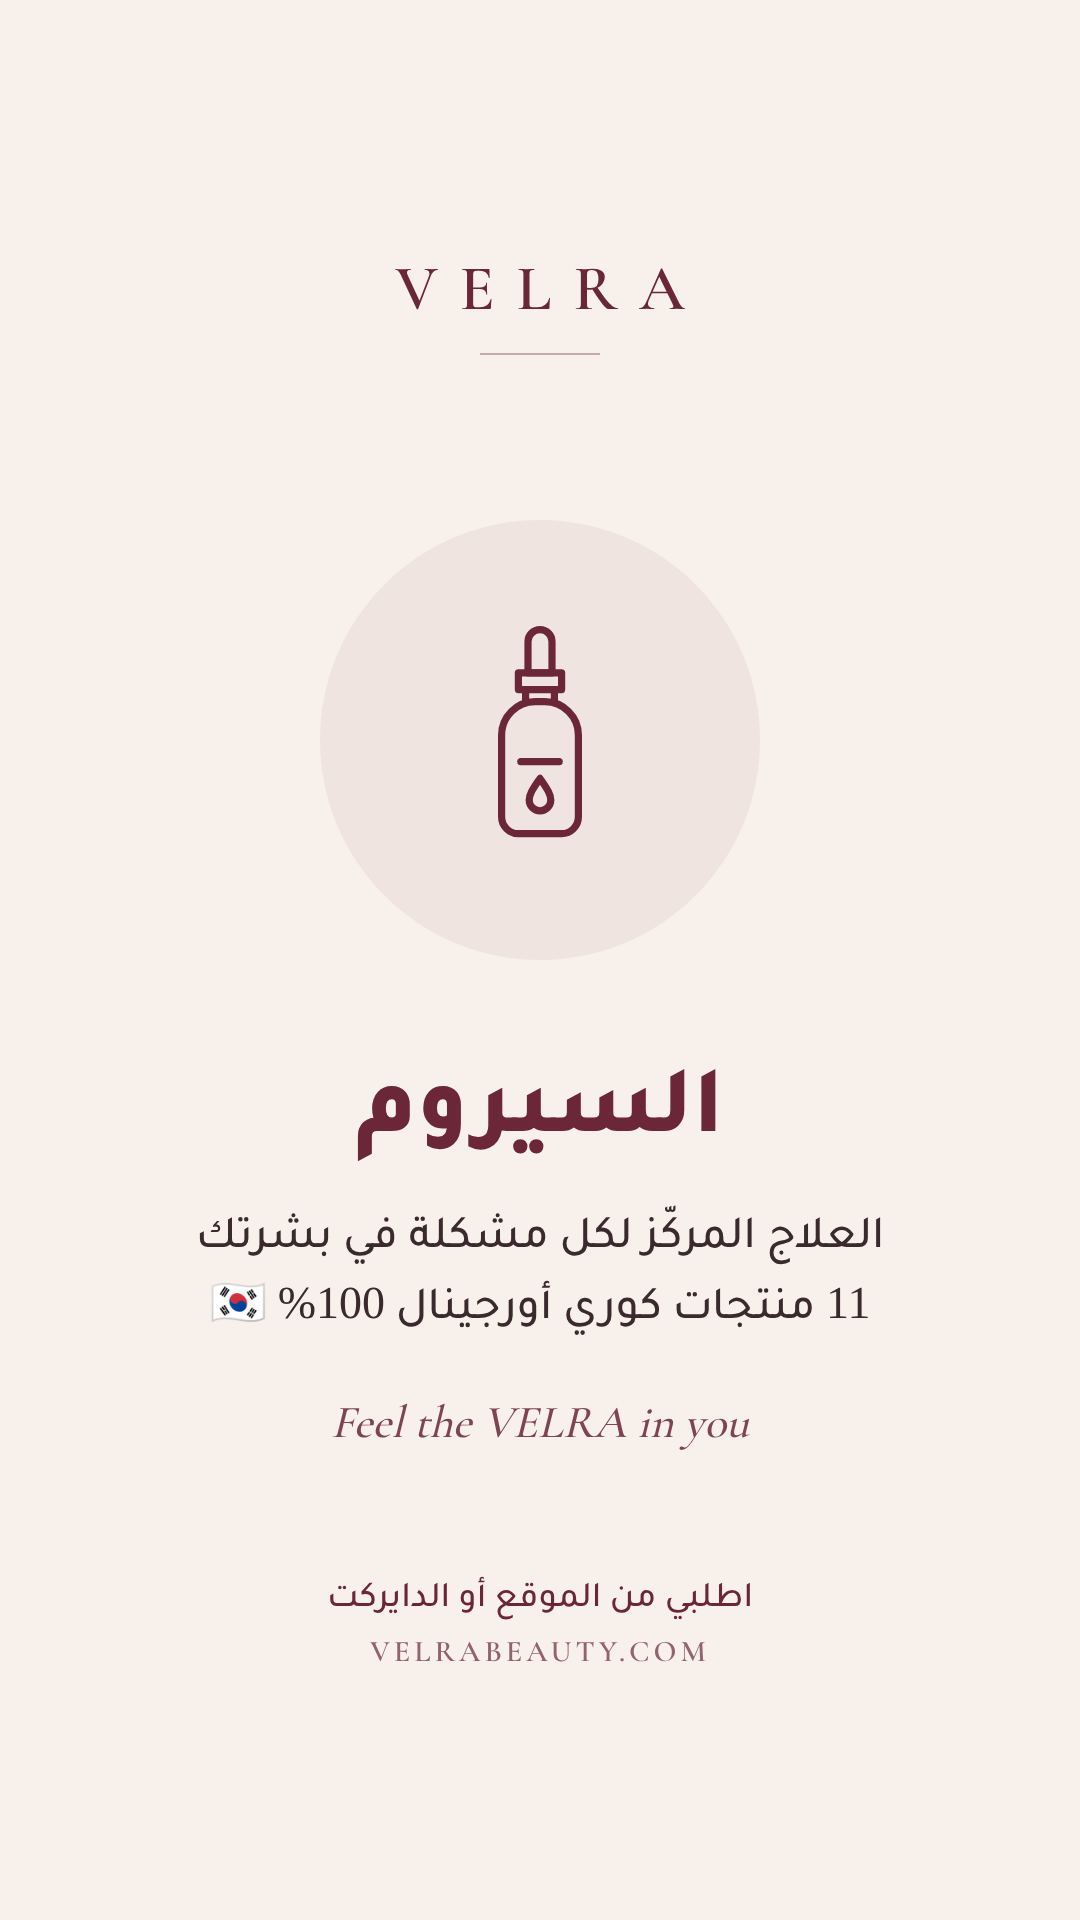 VELRA
السيروم
العلاج المركّز لكل مشكلة في بشرتك
11 منتجات كوري أورجينال 100% 🇰🇷
Feel the VELRA in you
اطلبي من الموقع أو الدايركت
VELRABEAUTY.COM